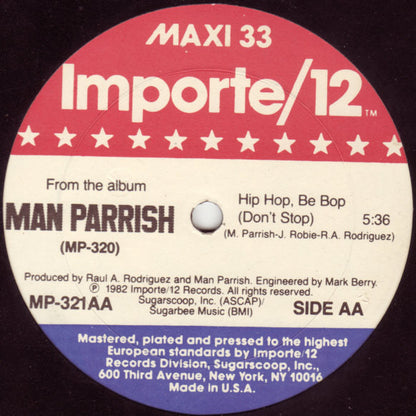 MAXI 33
Importe/12™
From the album
MAN PARRISH
(MP-320)
Hip Hop, Be Bop
(Don't Stop) 5:36
(M. Parrish-J. Robie-R.A. Rodriguez)
Produced by Raul A. Rodriguez and Man Parrish. Engineered by Mark Berry.
℗ 1982 Importe/12 Records. All rights reserved.
MP-321AA
Sugarscoop, Inc. (ASCAP)/
Sugarbee Music (BMI)
SIDE AA
Mastered, plated and pressed to the highest
European standards by Importe/12
Records Division, Sugarscoop, Inc.,
600 Third Avenue, New York, NY 10016
Made in U.S.A.